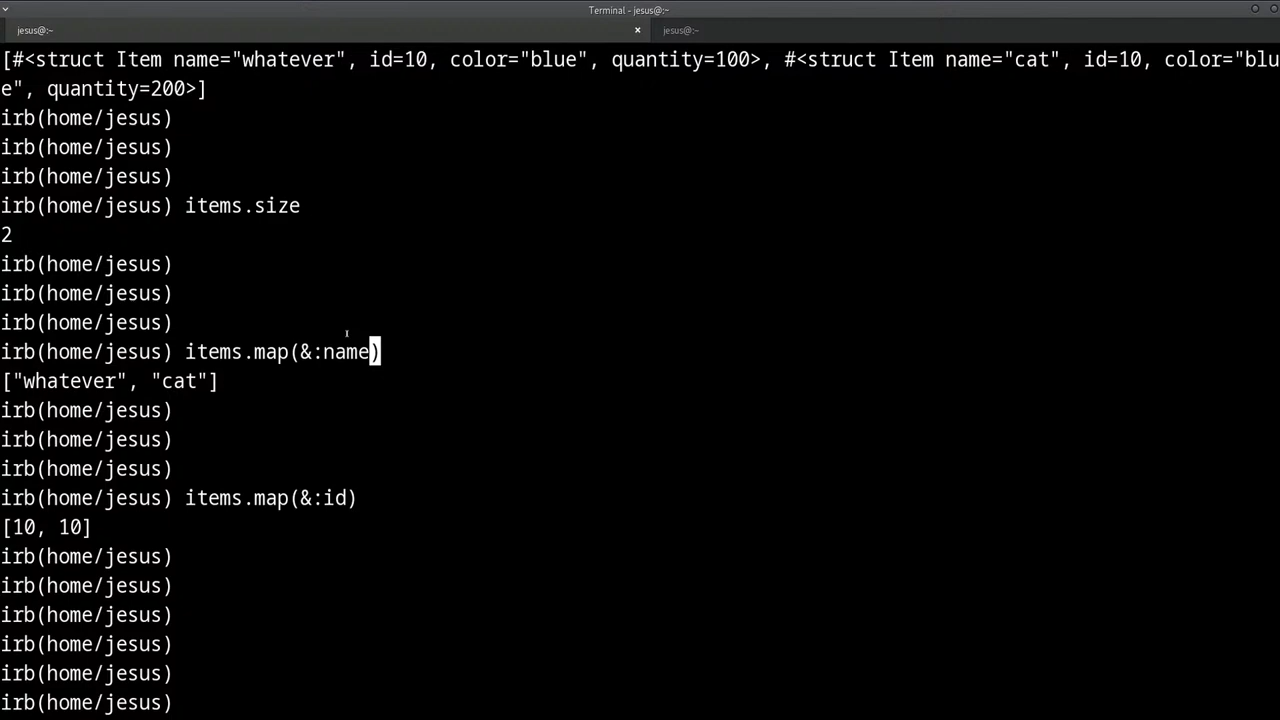 Terminal - jesus@:~
jesus@:~ × jesus@:~
[#<struct Item name="whatever", id=10, color="blue", quantity=100>, #<struct Item name="cat", id=10, color="blu
e", quantity=200>]
irb(home/jesus)
irb(home/jesus)
irb(home/jesus)
irb(home/jesus) items.size
2
irb(home/jesus)
irb(home/jesus)
irb(home/jesus)
irb(home/jesus) items.map(&:name)
["whatever", "cat"]
irb(home/jesus)
irb(home/jesus)
irb(home/jesus)
irb(home/jesus) items.map(&:id)
[10, 10]
irb(home/jesus)
irb(home/jesus)
irb(home/jesus)
irb(home/jesus)
irb(home/jesus)
irb(home/jesus)